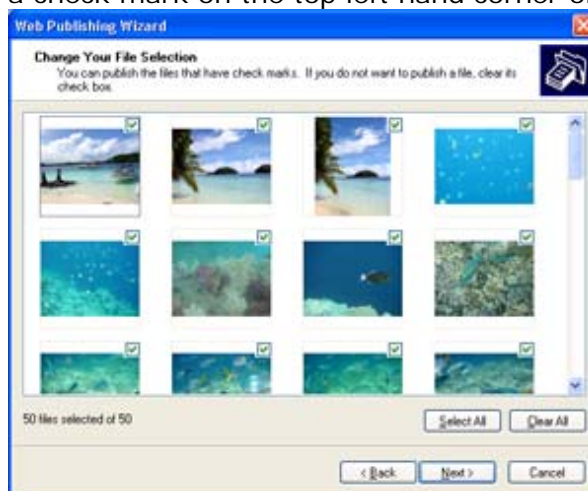 a check mark on the top left hand corner of
Web Publishing Wizard
Change Your File Selection
You can publish the files that have check marks. If you do not want to publish a file, clear its
check box.
50 files selected of 50
Select All
Clear All
< Back
Next >
Cancel